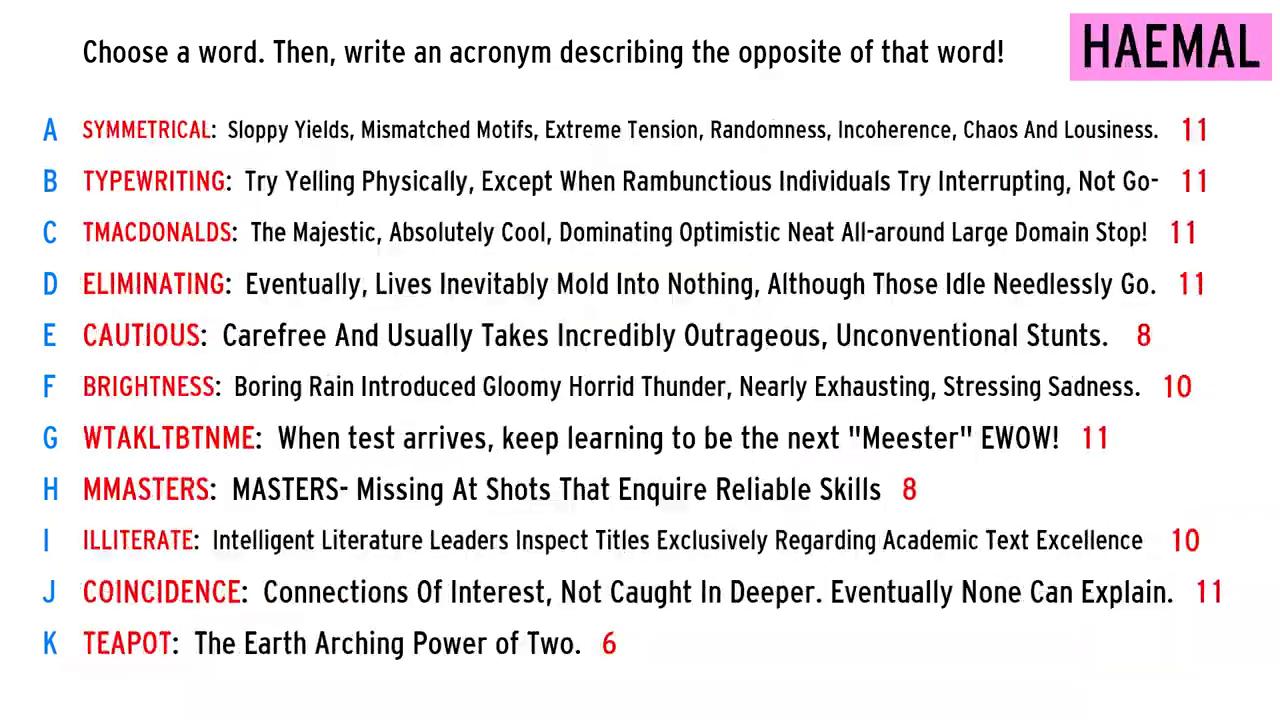 Choose a word. Then, write an acronym describing the opposite of that word!
HAEMAL
A SYMMETRICAL: Sloppy Yields, Mismatched Motifs, Extreme Tension, Randomness, Incoherence, Chaos And Lousiness. 11
B TYPEWRITING: Try Yelling Physically, Except When Rambunctious Individuals Try Interrupting, Not Go- 11
C TMACDONALDS: The Majestic, Absolutely Cool, Dominating Optimistic Neat All-around Large Domain Stop! 11
D ELIMINATING: Eventually, Lives Inevitably Mold Into Nothing, Although Those Idle Needlessly Go. 11
E CAUTIOUS: Carefree And Usually Takes Incredibly Outrageous, Unconventional Stunts. 8
F BRIGHTNESS: Boring Rain Introduced Gloomy Horrid Thunder, Nearly Exhausting, Stressing Sadness. 10
G WTAKLTBTNME: When test arrives, keep learning to be the next "Meester" EWOW! 11
H MMASTERS: MASTERS- Missing At Shots That Enquire Reliable Skills 8
I ILLITERATE: Intelligent Literature Leaders Inspect Titles Exclusively Regarding Academic Text Excellence 10
J COINCIDENCE: Connections Of Interest, Not Caught In Deeper. Eventually None Can Explain. 11
K TEAPOT: The Earth Arching Power of Two. 6